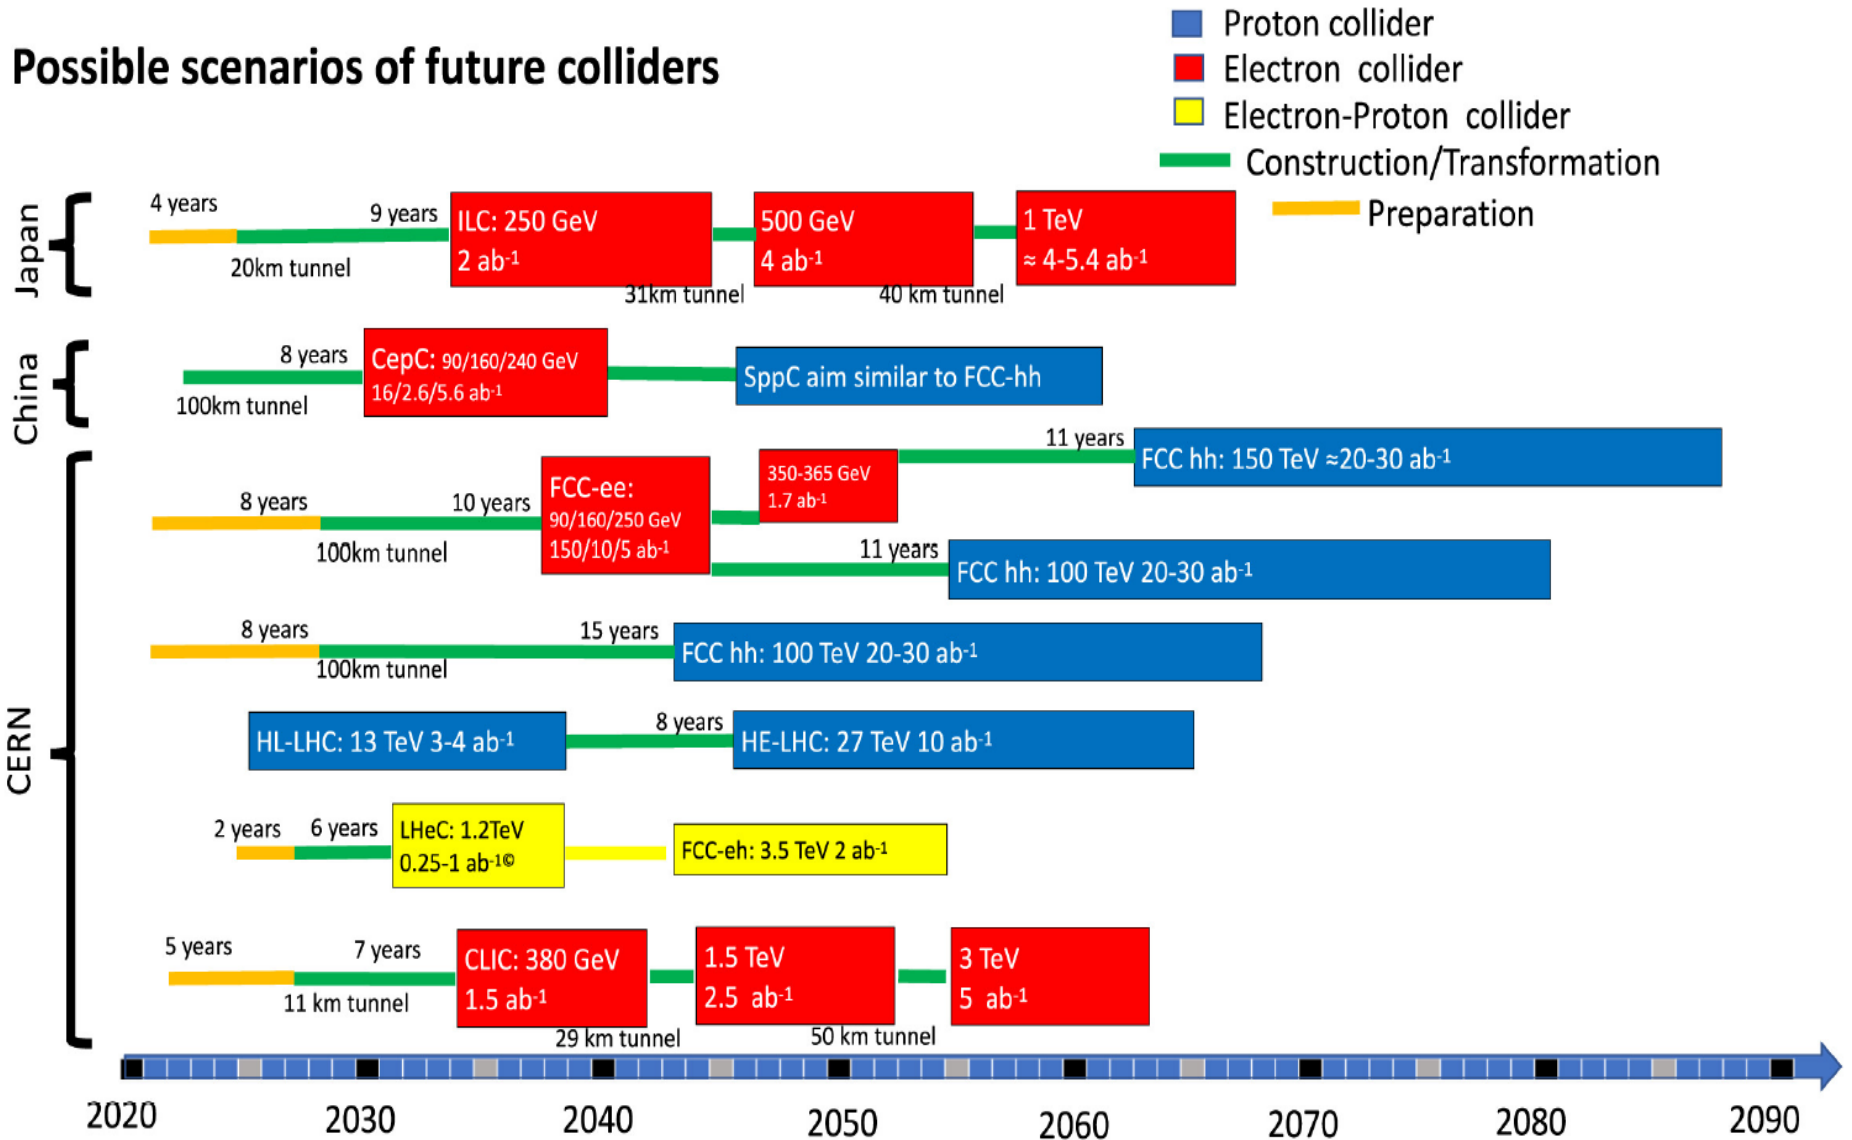 Possible scenarios of future colliders
Proton collider
Electron  collider
Electron-Proton  collider
Construction/Transformation
Preparation
Japan
4 years
9 years
20km tunnel
ILC: 250 GeV
2 ab-1
31km tunnel
500 GeV
4 ab-1
40 km tunnel
1 TeV
≈ 4-5.4 ab-1
China
8 years
100km tunnel
CepC: 90/160/240 GeV
16/2.6/5.6 ab-1
SppC aim similar to FCC-hh
CERN
8 years
10 years
100km tunnel
FCC-ee:
90/160/250 GeV
150/10/5 ab-1
350-365 GeV
1.7 ab-1
11 years
FCC hh: 150 TeV ≈20-30 ab-1
11 years
FCC hh: 100 TeV 20-30 ab-1
8 years
15 years
100km tunnel
FCC hh: 100 TeV 20-30 ab-1
HL-LHC: 13 TeV 3-4 ab-1
8 years
HE-LHC: 27 TeV 10 ab-1
2 years
6 years
LHeC: 1.2TeV
0.25-1 ab-1©
FCC-eh: 3.5 TeV 2 ab-1
5 years
7 years
11 km tunnel
CLIC: 380 GeV
1.5 ab-1
29 km tunnel
1.5 TeV
2.5  ab-1
50 km tunnel
3 TeV
5  ab-1
2020
2030
2040
2050
2060
2070
2080
2090